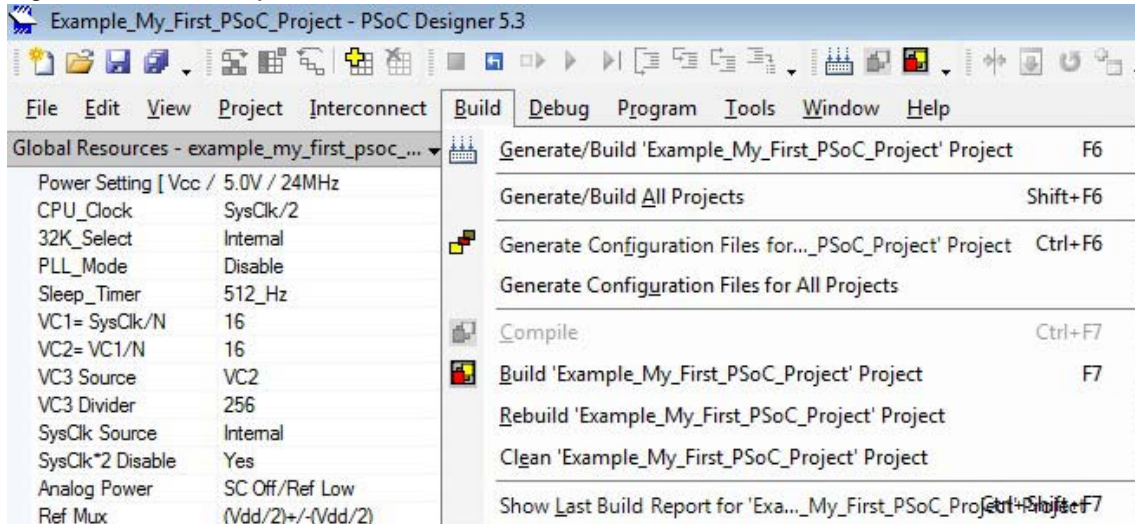 Example_My_First_PSoC_Project - PSoC Designer 5.3
File Edit View Project Interconnect Build Debug Program Tools Window Help
Global Resources - example_my_first_psoc_...
Power Setting [ Vcc / 5.0V / 24MHz
CPU_Clock SysClk/2
32K_Select Internal
PLL_Mode Disable
Sleep_Timer 512_Hz
VC1= SysClk/N 16
VC2= VC1/N 16
VC3 Source VC2
VC3 Divider 256
SysClk Source Internal
SysClk*2 Disable Yes
Analog Power SC Off/Ref Low
Ref Mux (Vdd/2)+/-(Vdd/2)
Generate/Build 'Example_My_First_PSoC_Project' Project F6
Generate/Build All Projects Shift+F6
Generate Configuration Files for..._PSoC_Project' Project Ctrl+F6
Generate Configuration Files for All Projects
Compile Ctrl+F7
Build 'Example_My_First_PSoC_Project' Project F7
Rebuild 'Example_My_First_PSoC_Project' Project
Clean 'Example_My_First_PSoC_Project' Project
Show Last Build Report for 'Exa..._My_First_PSoC_Project' Project Ctrl+Shift+F7